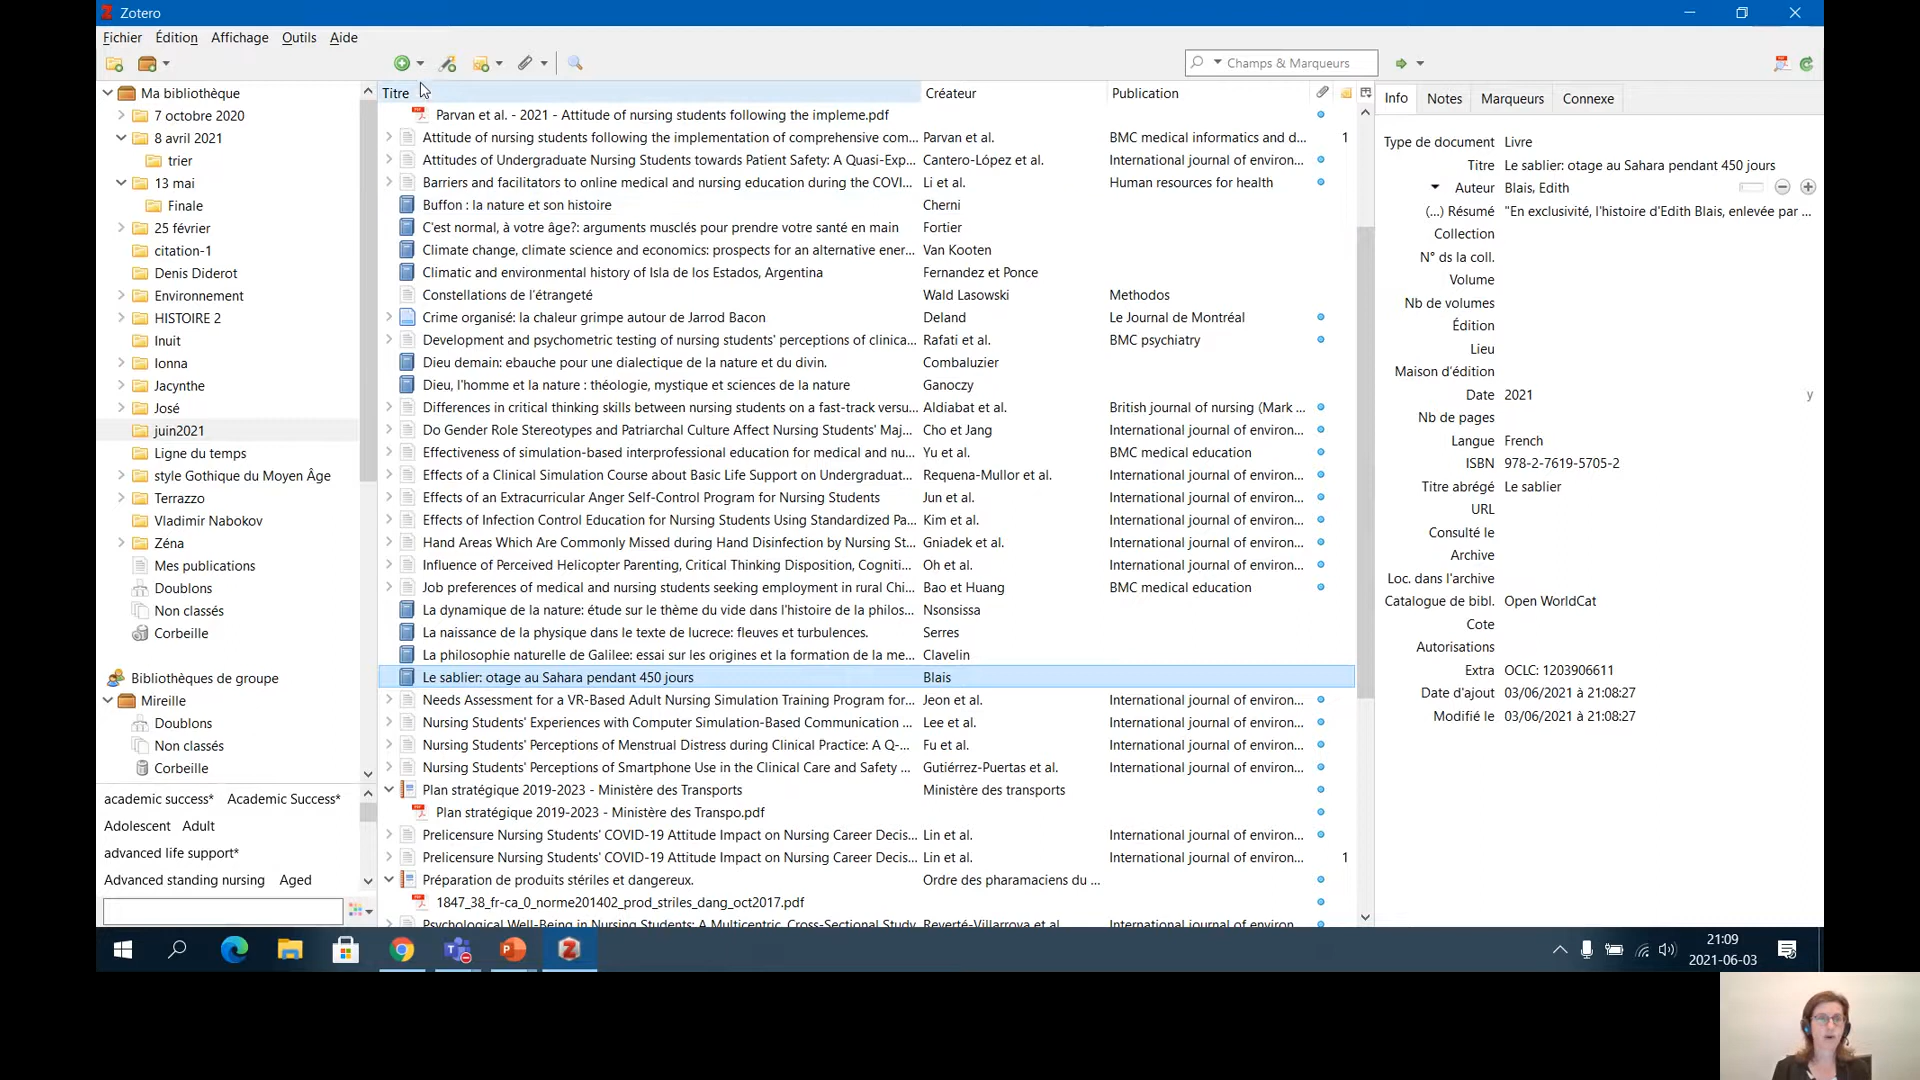 Zotero
Fichier Édition Affichage Outils Aide
Champs & Marqueurs
Ma bibliothèque
7 octobre 2020
8 avril 2021
trier
13 mai
Finale
25 février
citation-1
Denis Diderot
Environnement
HISTOIRE 2
Inuit
Ionna
Jacynthe
José
juin2021
Ligne du temps
style Gothique du Moyen Âge
Terrazzo
Vladimir Nabokov
Zéna
Mes publications
Doublons
Non classés
Corbeille
Bibliothèques de groupe
Mireille
Doublons
Non classés
Corbeille
academic success* Academic Success*
Adolescent Adult
advanced life support*
Advanced standing nursing Aged
Titre Créateur Publication
Parvan et al. - 2021 - Attitude of nursing students following the impleme.pdf
Attitude of nursing students following the implementation of comprehensive com... Parvan et al. BMC medical informatics and d... 1
Attitudes of Undergraduate Nursing Students towards Patient Safety: A Quasi-Exp... Cantero-López et al. International journal of environ...
Barriers and facilitators to online medical and nursing education during the COVI... Li et al. Human resources for health
Buffon : la nature et son histoire Cherni
C'est normal, à votre âge?: arguments musclés pour prendre votre santé en main Fortier
Climate change, climate science and economics: prospects for an alternative ener... Van Kooten
Climatic and environmental history of Isla de los Estados, Argentina Fernandez et Ponce
Constellations de l'étrangeté Wald Lasowski Methodos
Crime organisé: la chaleur grimpe autour de Jarrod Bacon Deland Le Journal de Montréal
Development and psychometric testing of nursing students' perceptions of clinica... Rafati et al. BMC psychiatry
Dieu demain: ebauche pour une dialectique de la nature et du divin. Combaluzier
Dieu, l'homme et la nature : théologie, mystique et sciences de la nature Ganoczy
Differences in critical thinking skills between nursing students on a fast-track versu... Aldiabat et al. British journal of nursing (Mark ...
Do Gender Role Stereotypes and Patriarchal Culture Affect Nursing Students' Maj... Cho et Jang International journal of environ...
Effectiveness of simulation-based interprofessional education for medical and nu... Yu et al. BMC medical education
Effects of a Clinical Simulation Course about Basic Life Support on Undergraduat... Requena-Mullor et al. International journal of environ...
Effects of an Extracurricular Anger Self-Control Program for Nursing Students Jun et al. International journal of environ...
Effects of Infection Control Education for Nursing Students Using Standardized Pa... Kim et al. International journal of environ...
Hand Areas Which Are Commonly Missed during Hand Disinfection by Nursing St... Gniadek et al. International journal of environ...
Influence of Perceived Helicopter Parenting, Critical Thinking Disposition, Cogniti... Oh et al. International journal of environ...
Job preferences of medical and nursing students seeking employment in rural Chi... Bao et Huang BMC medical education
La dynamique de la nature: étude sur le thème du vide dans l'histoire de la philos... Nsonsissa
La naissance de la physique dans le texte de lucrece: fleuves et turbulences. Serres
La philosophie naturelle de Galilee: essai sur les origines et la formation de la me... Clavelin
Le sablier: otage au Sahara pendant 450 jours Blais
Needs Assessment for a VR-Based Adult Nursing Simulation Training Program for... Jeon et al. International journal of environ...
Nursing Students' Experiences with Computer Simulation-Based Communication ... Lee et al. International journal of environ...
Nursing Students' Perceptions of Menstrual Distress during Clinical Practice: A Q-... Fu et al. International journal of environ...
Nursing Students' Perceptions of Smartphone Use in the Clinical Care and Safety ... Gutiérrez-Puertas et al. International journal of environ...
Plan stratégique 2019-2023 - Ministère des Transports Ministère des transports
Plan stratégique 2019-2023 - Ministère des Transpo.pdf
Prelicensure Nursing Students' COVID-19 Attitude Impact on Nursing Career Decis... Lin et al. International journal of environ...
Prelicensure Nursing Students' COVID-19 Attitude Impact on Nursing Career Decis... Lin et al. International journal of environ... 1
Préparation de produits stériles et dangereux. Ordre des pharamaciens du ...
1847_38_fr-ca_0_norme201402_prod_striles_dang_oct2017.pdf
Psychological Well-Being in Nursing Students: A Multicentric, Cross-Sectional Study Reverté-Villarroya et al. International journal of environ...
Info Notes Marqueurs Connexe
Type de document Livre
Titre Le sablier: otage au Sahara pendant 450 jours
Auteur Blais, Edith
(...) Résumé "En exclusivité, l'histoire d'Edith Blais, enlevée par ...
Collection
N° ds la coll.
Volume
Nb de volumes
Édition
Lieu
Maison d'édition
Date 2021 y
Nb de pages
Langue French
ISBN 978-2-7619-5705-2
Titre abrégé Le sablier
URL
Consulté le
Archive
Loc. dans l'archive
Catalogue de bibl. Open WorldCat
Cote
Autorisations
Extra OCLC: 1203906611
Date d'ajout 03/06/2021 à 21:08:27
Modifié le 03/06/2021 à 21:08:27
21:09
2021-06-03